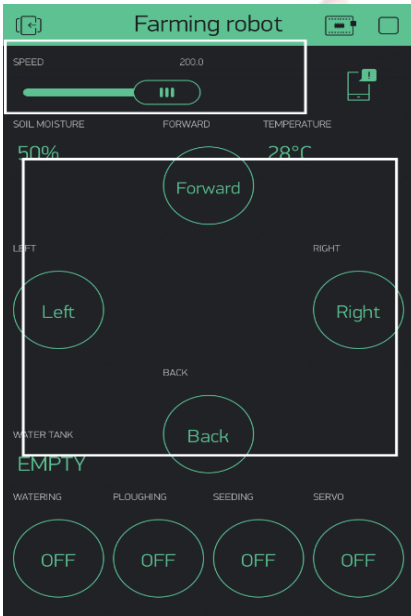 Farming robot
SPEED 200.0
SOIL MOISTURE FORWARD TEMPERATURE
50% 28°C
Forward
LEFT RIGHT
Left Right
BACK
Back
WATER TANK
EMPTY
WATERING PLOUGHING SEEDING SERVO
OFF OFF OFF OFF